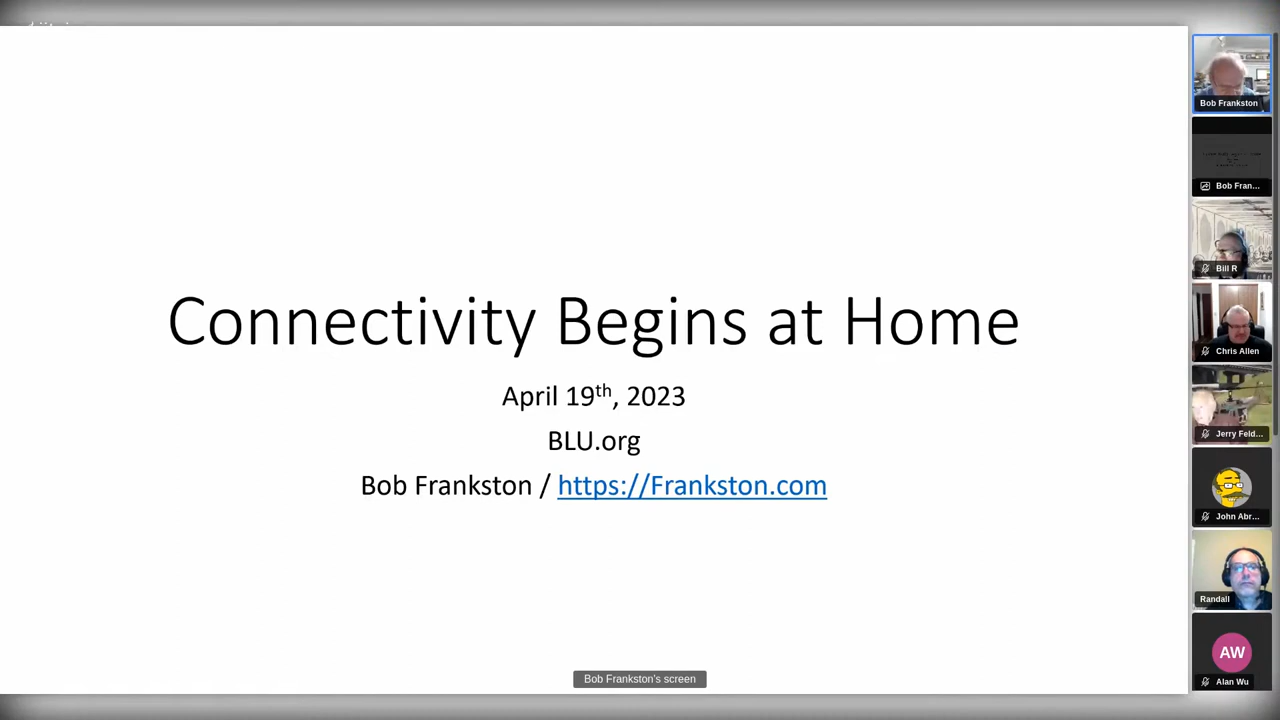 Connectivity Begins at Home
April 19th, 2023
BLU.org
Bob Frankston / https://Frankston.com
Bob Frankston's screen
Bob Frankston
Bob Fran...
Bill R
Chris Allen
Jerry Feld...
John Abr...
Randall
AW
Alan Wu